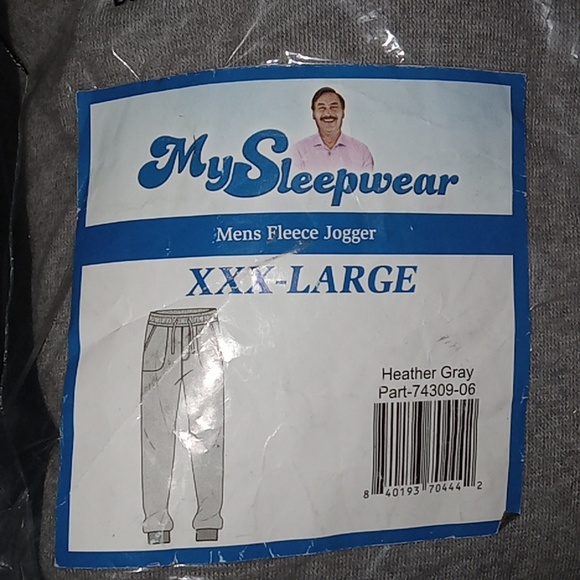 MySleepwear
Mens Fleece Jogger
XXX-LARGE
Heather Gray
Part-74309-06
8 40193 70444 2